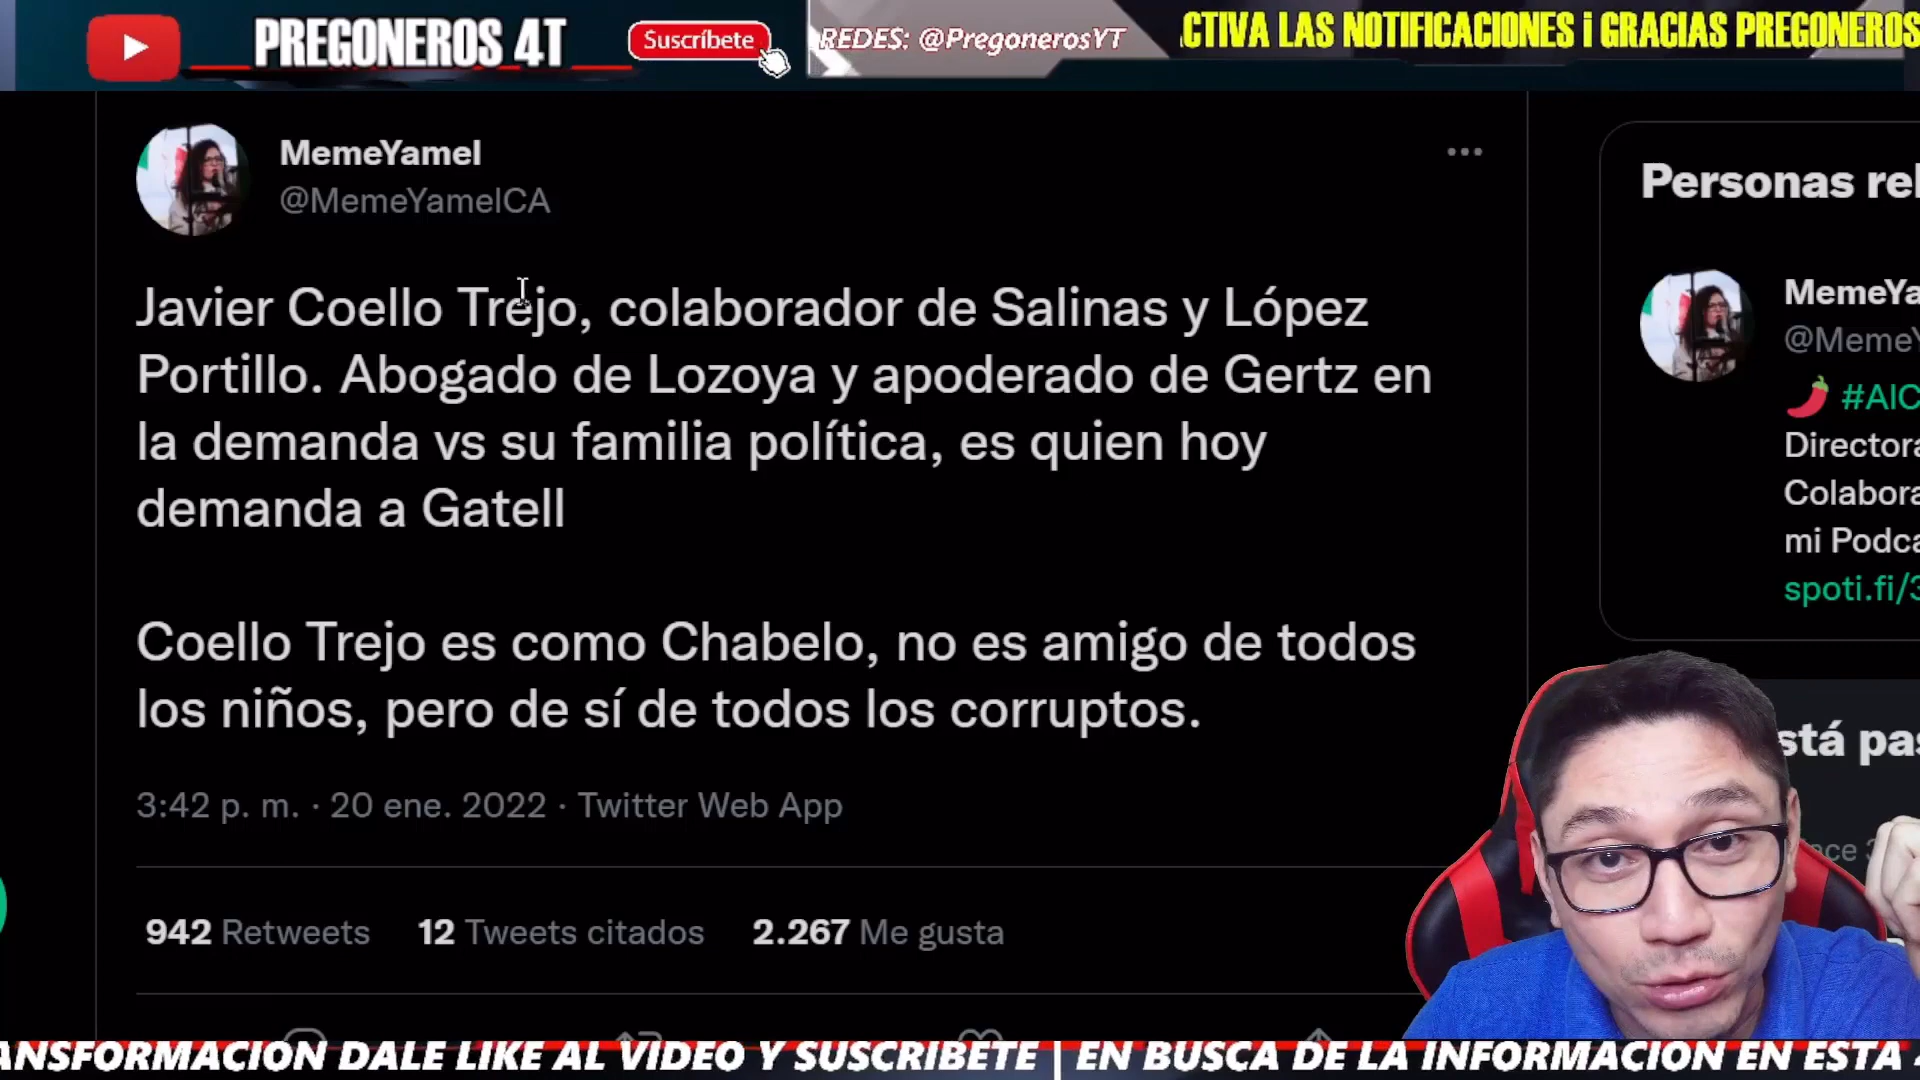 PREGONEROS 4T
Suscríbete
REDES: @PregonerosYT
CTIVA LAS NOTIFICACIONES ¡ GRACIAS PREGONEROS
MemeYamel
@MemeYamelCA
Javier Coello Trejo, colaborador de Salinas y López
Portillo. Abogado de Lozoya y apoderado de Gertz en
la demanda vs su familia política, es quien hoy
demanda a Gatell
Coello Trejo es como Chabelo, no es amigo de todos
los niños, pero de sí de todos los corruptos.
3:42 p. m. · 20 ene. 2022 · Twitter Web App
942 Retweets 12 Tweets citados 2.267 Me gusta
Personas rel
MemeYa
@MemeY
#AlC
Directora
Colabora
mi Podca
spoti.fi/3
stá pas
ANSFORMACION DALE LIKE AL VIDEO Y SUSCRIBETE | EN BUSCA DE LA INFORMACION EN ESTA 4